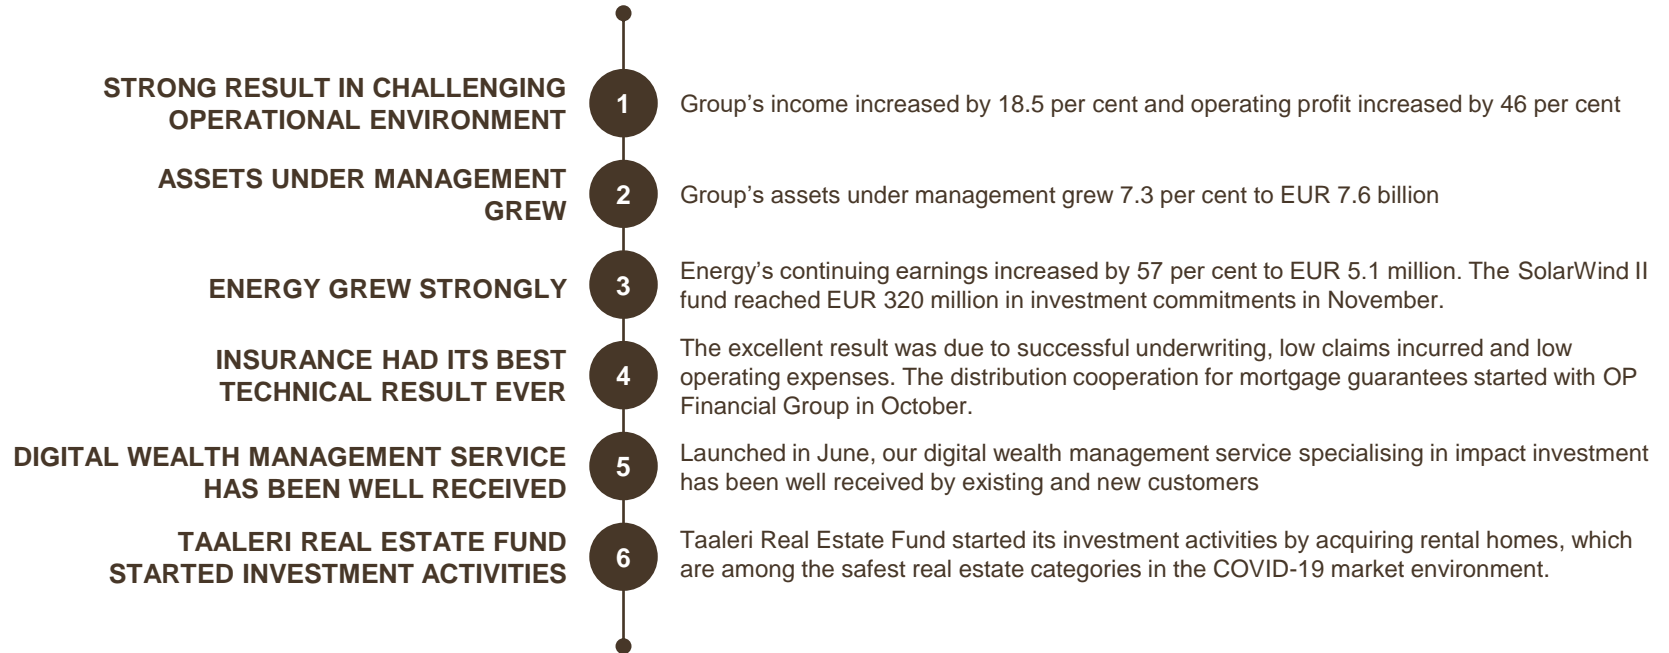 STRONG RESULT IN CHALLENGING
OPERATIONAL ENVIRONMENT
1
Group’s income increased by 18.5 per cent and operating profit increased by 46 per cent
ASSETS UNDER MANAGEMENT
GREW
2
Group’s assets under management grew 7.3 per cent to EUR 7.6 billion
ENERGY GREW STRONGLY
3
Energy’s continuing earnings increased by 57 per cent to EUR 5.1 million. The SolarWind II
fund reached EUR 320 million in investment commitments in November.
INSURANCE HAD ITS BEST
TECHNICAL RESULT EVER
4
The excellent result was due to successful underwriting, low claims incurred and low
operating expenses. The distribution cooperation for mortgage guarantees started with OP
Financial Group in October.
DIGITAL WEALTH MANAGEMENT SERVICE
HAS BEEN WELL RECEIVED
5
Launched in June, our digital wealth management service specialising in impact investment
has been well received by existing and new customers
TAALERI REAL ESTATE FUND
STARTED INVESTMENT ACTIVITIES
6
Taaleri Real Estate Fund started its investment activities by acquiring rental homes, which
are among the safest real estate categories in the COVID-19 market environment.